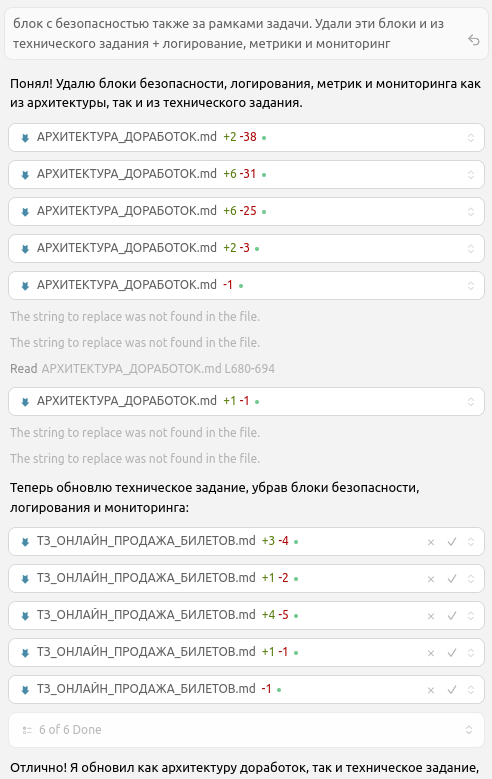 блок с безопасностью также за рамками задачи. Удали эти блоки и из
технического задания + логирование, метрики и мониторинг
Понял! Удалю блоки безопасности, логирования, метрик и мониторинга как
из архитектуры, так и из технического задания.
АРХИТЕКТУРА_ДОРАБОТОК.md +2 -38
АРХИТЕКТУРА_ДОРАБОТОК.md +6 -31
АРХИТЕКТУРА_ДОРАБОТОК.md +6 -25
АРХИТЕКТУРА_ДОРАБОТОК.md +2 -3
АРХИТЕКТУРА_ДОРАБОТОК.md -1
The string to replace was not found in the file.
The string to replace was not found in the file.
Read АРХИТЕКТУРА_ДОРАБОТОК.md L680-694
АРХИТЕКТУРА_ДОРАБОТОК.md +1 -1
The string to replace was not found in the file.
The string to replace was not found in the file.
Теперь обновлю техническое задание, убрав блоки безопасности,
логирования и мониторинга:
ТЗ_ОНЛАЙН_ПРОДАЖА_БИЛЕТОВ.md +3 -4
ТЗ_ОНЛАЙН_ПРОДАЖА_БИЛЕТОВ.md +1 -2
ТЗ_ОНЛАЙН_ПРОДАЖА_БИЛЕТОВ.md +4 -5
ТЗ_ОНЛАЙН_ПРОДАЖА_БИЛЕТОВ.md +1 -1
ТЗ_ОНЛАЙН_ПРОДАЖА_БИЛЕТОВ.md -1
6 of 6 Done
Отлично! Я обновил как архитектуру доработок, так и техническое задание,